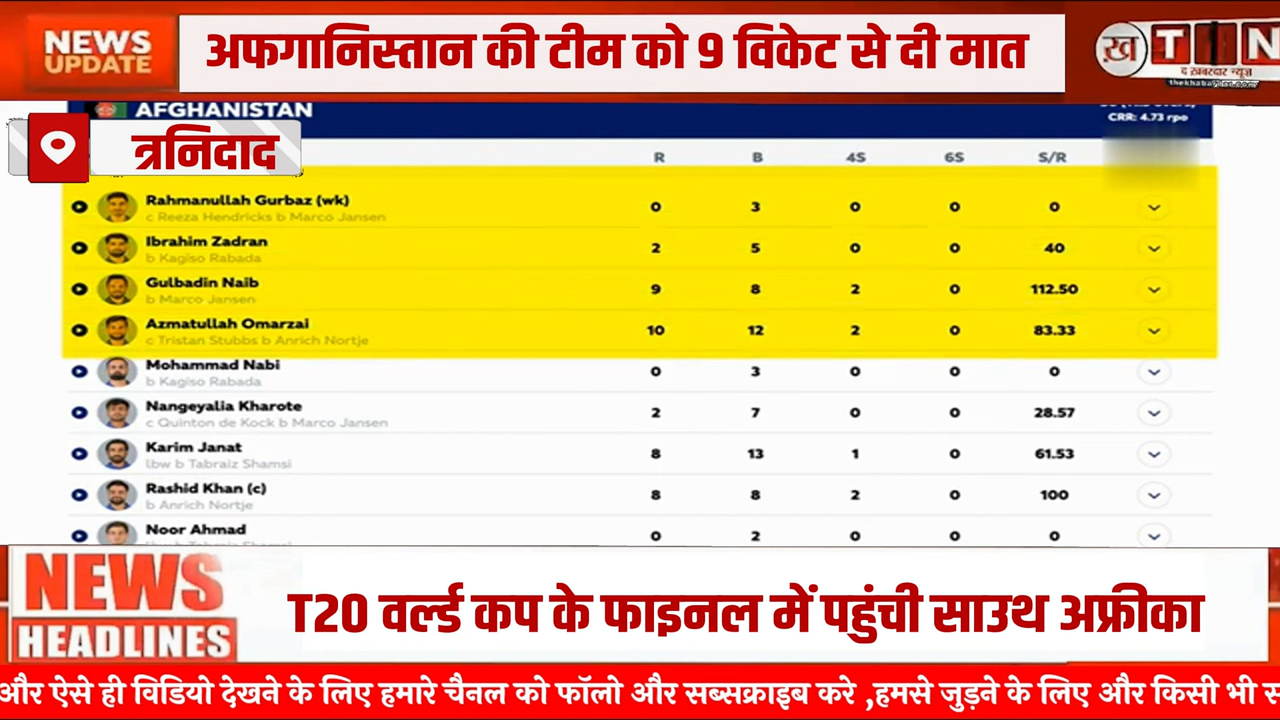 NEWS
UPDATE
अफगानिस्तान की टीम को 9 विकेट से दी मात
ख़ TIN
द ख़बरदार न्यूज
AFGHANISTAN
CRR: 4.73 rpo
त्रनिदाद
R B 4S 6S S/R
Rahmanullah Gurbaz (wk) 0 3 0 0 0
c Reeza Hendricks b Marco Jansen
Ibrahim Zadran 2 5 0 0 40
b Kagiso Rabada
Gulbadin Naib 9 8 2 0 112.50
b Marco Jansen
Azmatullah Omarzai 10 12 2 0 83.33
c Tristan Stubbs b Anrich Nortje
Mohammad Nabi 0 3 0 0 0
b Kagiso Rabada
Nangeyalia Kharote 2 7 0 0 28.57
c Quinton de Kock b Marco Jansen
Karim Janat 8 13 1 0 61.53
lbw b Tabraiz Shamsi
Rashid Khan (c) 8 8 2 0 100
b Anrich Nortje
Noor Ahmad 0 2 0 0 0
NEWS
HEADLINES
T20 वर्ल्ड कप के फाइनल में पहुंची साउथ अफ्रीका
और ऐसे ही विडियो देखने के लिए हमारे चैनल को फॉलो और सब्सक्राइब करे ,हमसे जुड़ने के लिए और किसी भी